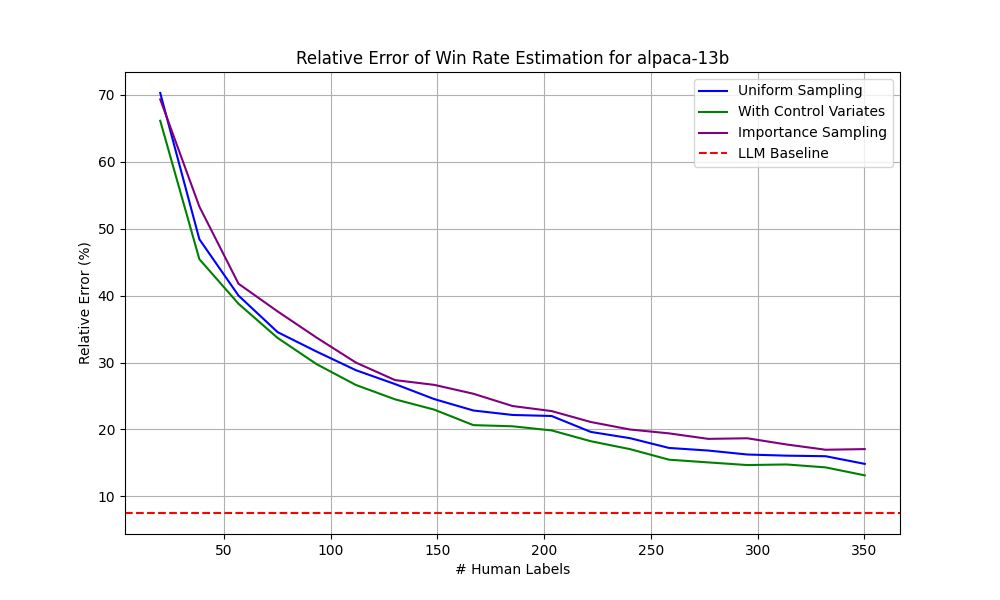 Relative Error of Win Rate Estimation for alpaca-13b
Uniform Sampling
With Control Variates
Importance Sampling
LLM Baseline
Relative Error (%)
70
60
50
40
30
20
10
50
100
150
200
250
300
350
# Human Labels